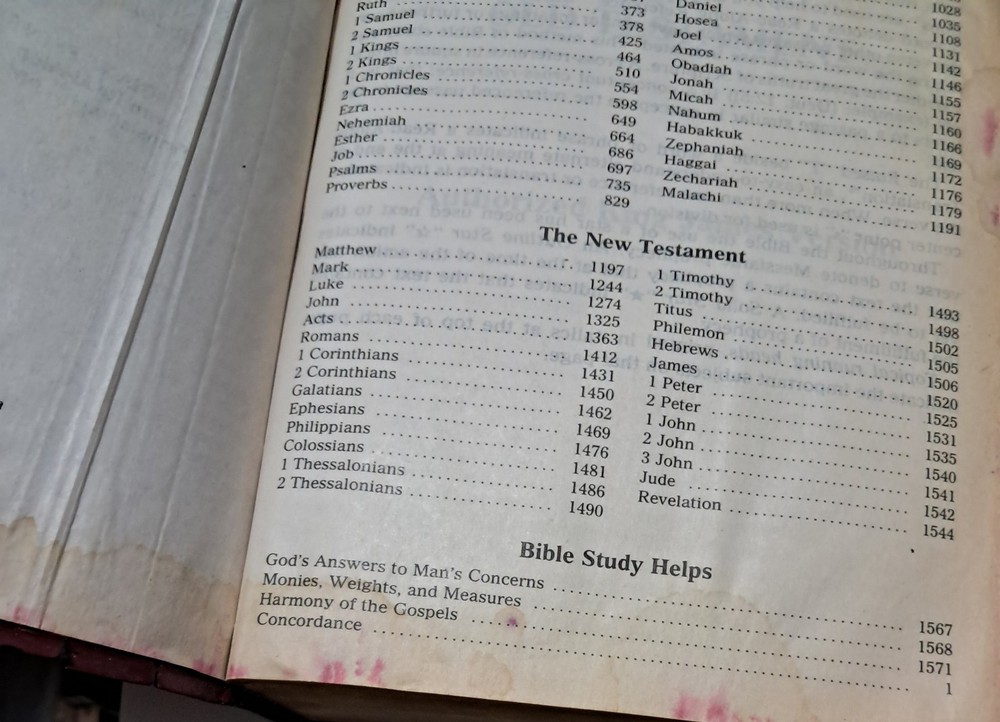 Ruth 373
1 Samuel 378
2 Samuel 425
1 Kings 464
2 Kings 510
1 Chronicles 554
2 Chronicles 598
Ezra 649
Nehemiah 664
Esther 686
Job 697
Psalms 735
Proverbs 829
1028
1035
Daniel 1108
Hosea 1131
Joel 1142
Amos 1146
Obadiah 1155
Jonah 1157
Micah 1160
Nahum 1166
Habakkuk 1169
Zephaniah 1172
Haggai 1176
Zechariah 1179
Malachi 1191
The New Testament
Matthew 1197
Mark 1244
Luke 1274
John 1325
Acts 1363
Romans 1412
1 Corinthians 1431
2 Corinthians 1450
Galatians 1462
Ephesians 1469
Philippians 1476
Colossians 1481
1 Thessalonians 1486
2 Thessalonians 1490
1 Timothy 1493
2 Timothy 1498
Titus 1502
Philemon 1505
Hebrews 1506
James 1520
1 Peter 1525
2 Peter 1531
1 John 1535
2 John 1540
3 John 1541
Jude 1542
Revelation 1544
Bible Study Helps
God's Answers to Man's Concerns 1567
Monies, Weights, and Measures 1568
Harmony of the Gospels 1571
Concordance 1